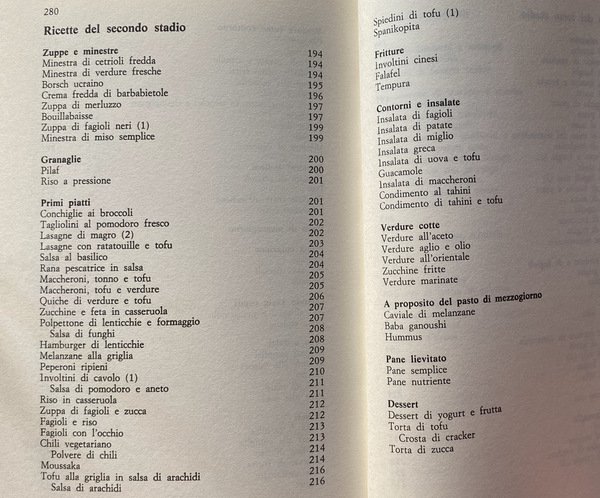 280
Ricette del secondo stadio
Zuppe e minestre 194
Minestra di cetrioli fredda 194
Minestra di verdure fresche 194
Borsch ucraino 195
Crema fredda di barbabietole 196
Zuppa di merluzzo 197
Bouillabaisse 197
Zuppa di fagioli neri (1) 199
Minestra di miso semplice 199
Granaglie 200
Pilaf 200
Riso a pressione 201
Primi piatti 201
Conchiglie ai broccoli 201
Tagliolini al pomodoro fresco 202
Lasagne di magro (2) 202
Lasagne con ratatouille e tofu 203
Salsa al basilico 204
Rana pescatrice in salsa 204
Maccheroni, tonno e tofu 205
Maccheroni, tofu e verdure 205
Quiche di verdure e tofu 206
Zucchine e feta in casseruola 207
Polpettone di lenticchie e formaggio 207
Salsa di funghi 208
Hamburger di lenticchie 208
Melanzane alla griglia 209
Peperoni ripieni 209
Involtini di cavolo (1) 210
Salsa di pomodoro e aneto 211
Riso in casseruola 211
Zuppa di fagioli e zucca 212
Fagioli e riso 212
Fagioli con l'occhio 213
Chili vegetariano 213
Polvere di chili 214
Moussaka 214
Tofu alla griglia in salsa di arachidi 216
Salsa di arachidi 216
Spiedini di tofu (1)
Spanikopita
Fritture
Involtini cinesi
Falafel
Tempura
Contorni e insalate
Insalata di fagioli
Insalata di patate
Insalata di miglio
Insalata greca
Insalata di uova e tofu
Guacamole
Insalata di maccheroni
Condimento al tahini
Condimento di tahini e tofu
Verdure cotte
Verdure all'aceto
Verdure aglio e olio
Verdure all'orientale
Zucchine fritte
Verdure marinate
A proposito del pasto di mezzogiorno
Caviale di melanzane
Baba ganoushi
Hummus
Pane lievitato
Pane semplice
Pane nutriente
Dessert
Dessert di yogurt e frutta
Torta di tofu
Crosta di cracker
Torta di zucca